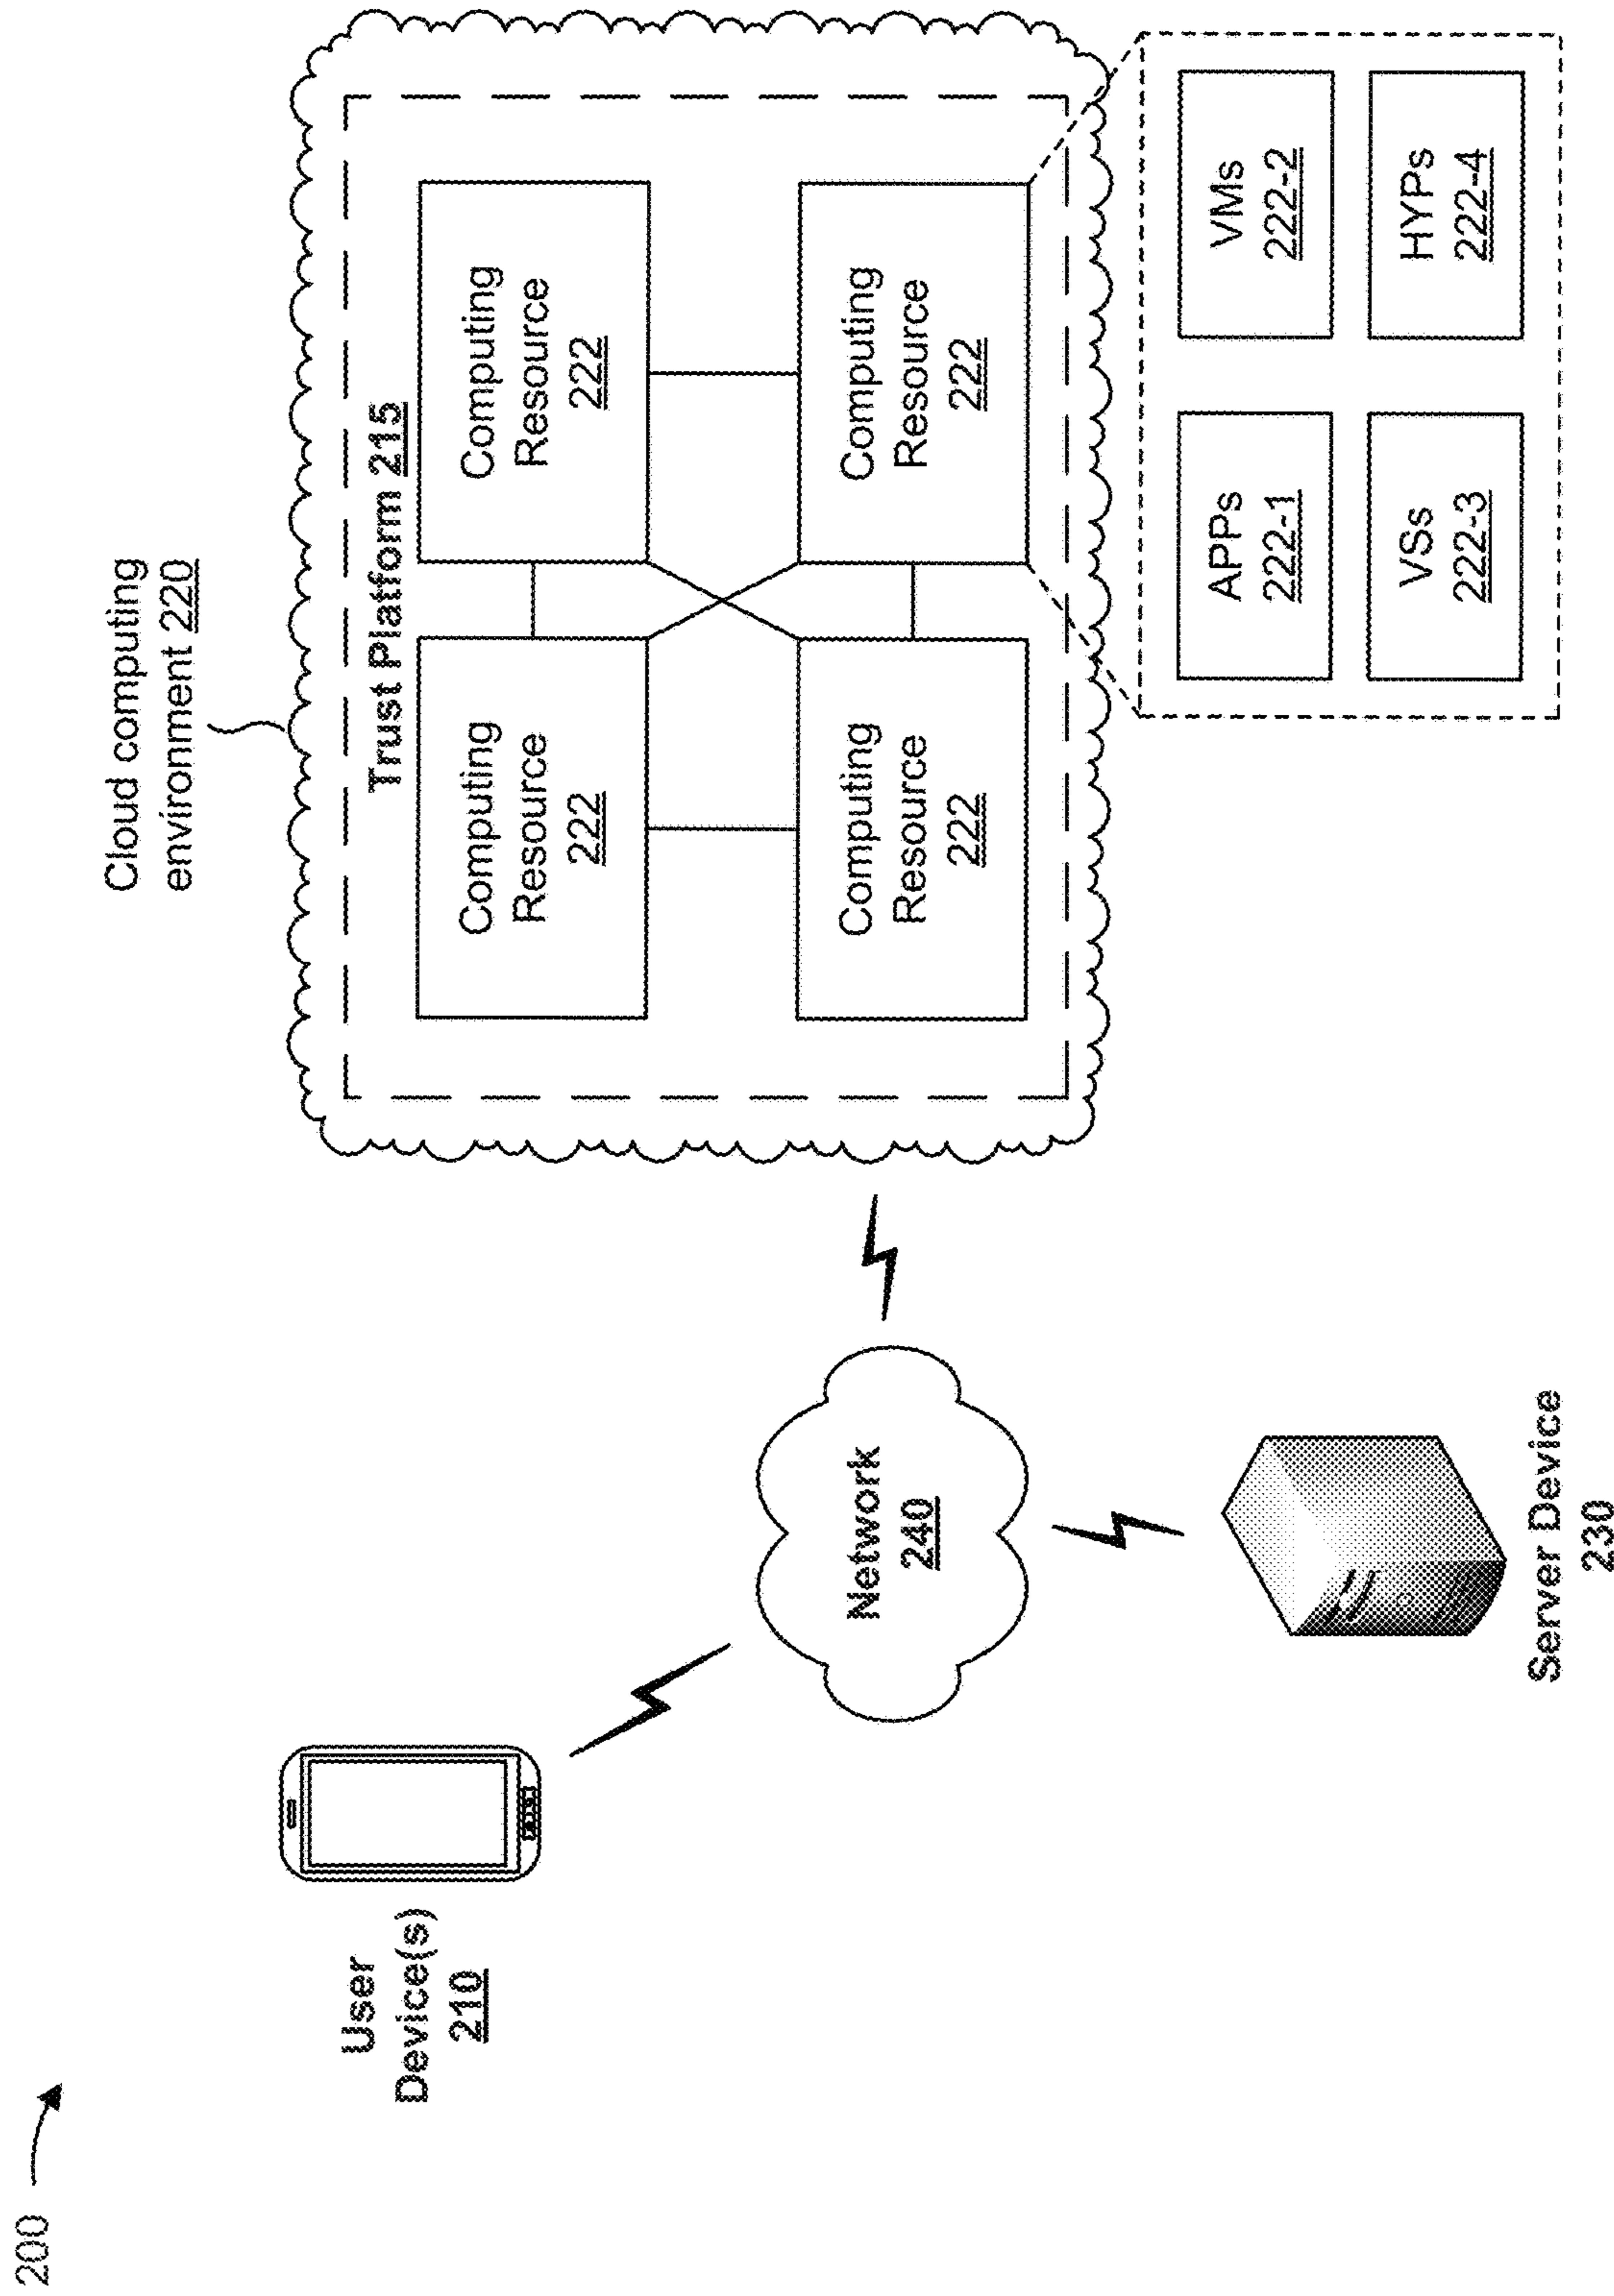 200
Cloud computing
environment 220
Trust Platform 215
Computing
Resource
222
Computing
Resource
222
Computing
Resource
222
Computing
Resource
222
User
Device(s)
210
Network
240
APPs
222-1
VMs
222-2
VSs
222-3
HYPs
222-4
Server Device
230